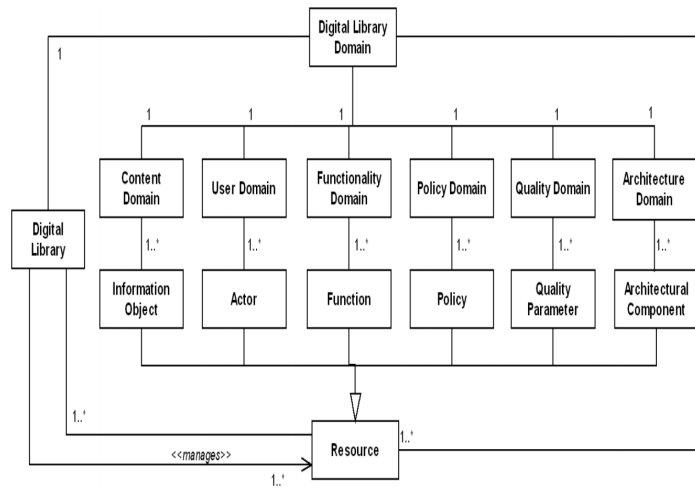 Digital Library
Domain
1
1
1
1
1
1
1
Content
Domain
User Domain
Functionality
Domain
Policy Domain
Quality Domain
Architecture
Domain
Digital
Library
1..*
1..*
1..*
1..*
1..*
1..*
Information
Object
Actor
Function
Policy
Quality
Parameter
Architectural
Component
1..*
1..*
Resource
<<manages>>
1..*